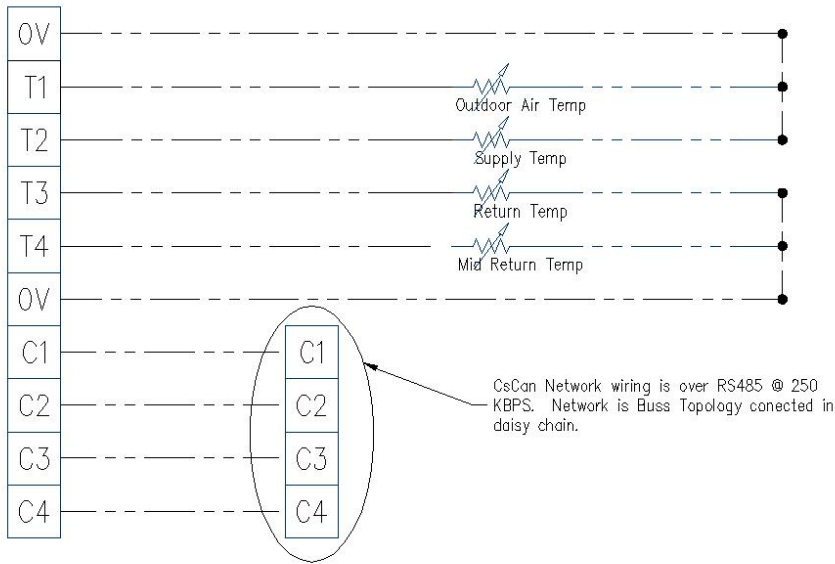 0V
T1
Outdoor Air Temp
T2
Supply Temp
T3
Return Temp
T4
Mid Return Temp
0V
C1
C1
C2
C2
C3
C3
C4
C4
CsCan Network wiring is over RS485 @ 250
KBPS. Network is Buss Topology conected in
daisy chain.